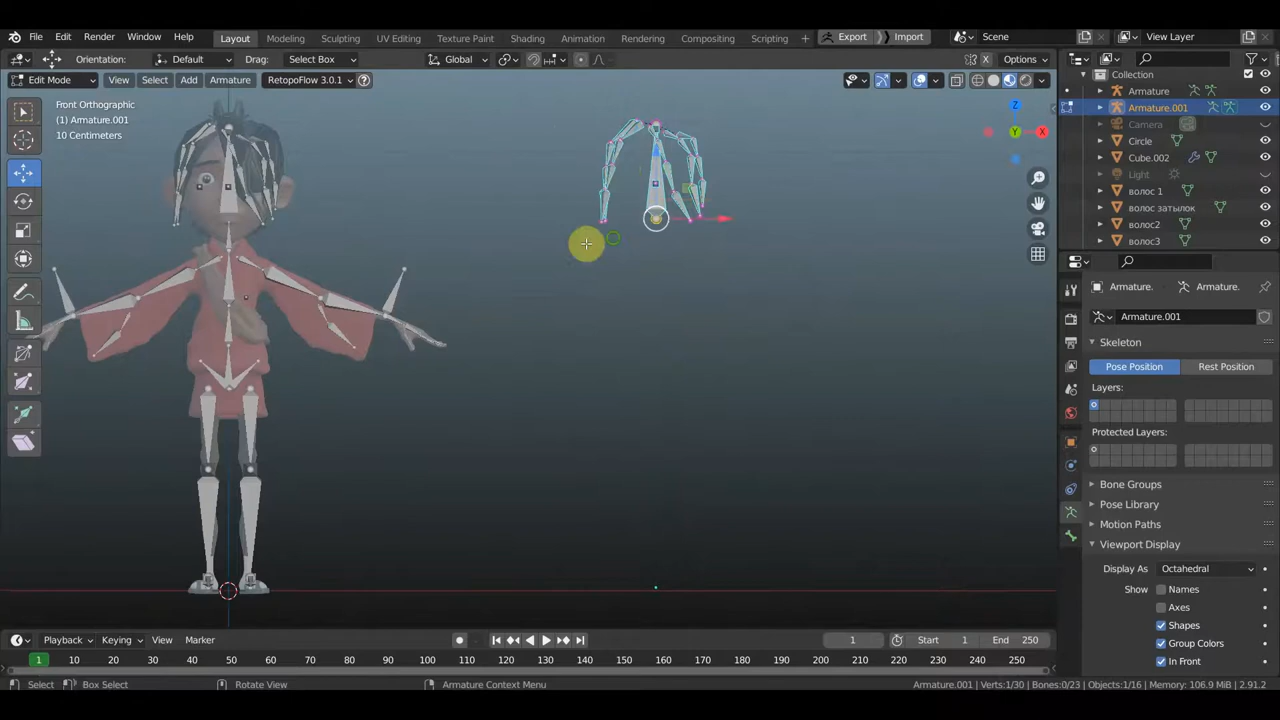 File Edit Render Window Help Layout Modeling Sculpting UV Editing Texture Paint Shading Animation Rendering Compositing Scripting + Export Import Scene View Layer
Orientation: Default Drag: Select Box Global X Options
Edit Mode View Select Add Armature RetopoFlow 3.0.1 ?
Front Orthographic
(1) Armature.001
10 Centimeters
Z
Y
X
Collection
Armature
Armature.001
Camera
Circle
Cube.002
Light
волос 1
волос затылок
волос2
волос3
Armature. Armature.
Armature.001
Skeleton
Pose Position Rest Position
Layers:
Protected Layers:
Bone Groups
Pose Library
Motion Paths
Viewport Display
Display As Octahedral
Show Names
Axes
Shapes
Group Colors
In Front
Playback Keying View Marker 1 Start 1 End 250
1 10 20 30 40 50 60 70 80 90 100 110 120 130 140 150 160 170 180 190 200 210 220 230 240 250
Select Box Select Rotate View Armature Context Menu Armature.001 | Verts:1/30 | Bones:0/23 | Objects:1/16 | Memory: 106.9 MiB | 2.91.2